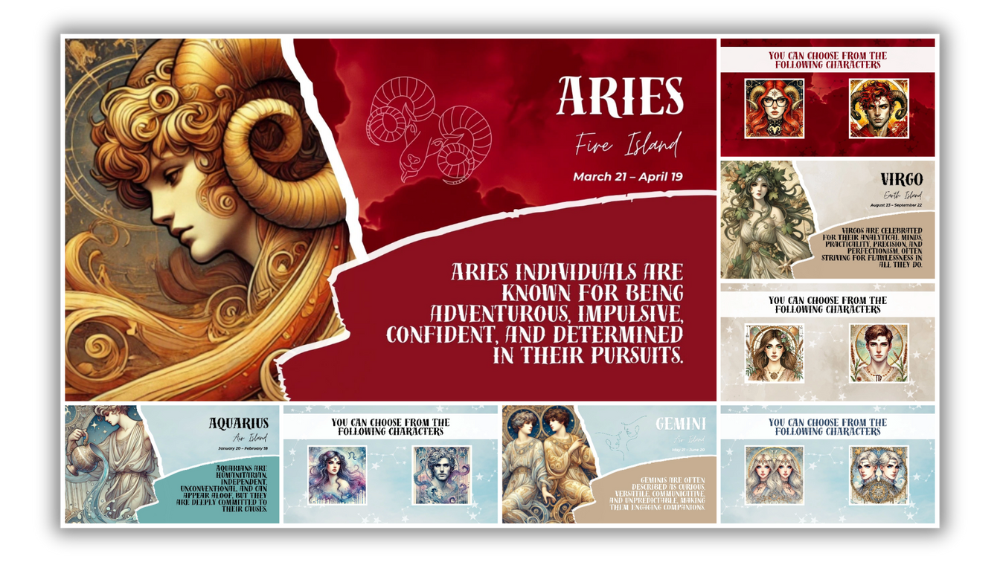 ARIES
Fire Island
March 21 – April 19
ARIES INDIVIDUALS ARE
KNOWN FOR BEING
ADVENTUROUS, IMPULSIVE,
CONFIDENT, AND DETERMINED
IN THEIR PURSUITS.
YOU CAN CHOOSE FROM THE
FOLLOWING CHARACTERS
VIRGO
Earth Island
August 23 – September 22
VIRGOS ARE CELEBRATED
FOR THEIR ANALYTICAL MINDS,
PRACTICALITY, PRECISION, AND
PERFECTIONISM, OFTEN
STRIVING FOR FLAWLESSNESS IN
ALL THEY DO.
YOU CAN CHOOSE FROM THE
FOLLOWING CHARACTERS
AQUARIUS
Air Island
January 20 – February 18
AQUARIANS ARE
HUMANITARIAN,
INDEPENDENT,
UNCONVENTIONAL, AND CAN
APPEAR ALOOF, BUT THEY
ARE DEEPLY COMMITTED TO
THEIR CAUSES.
YOU CAN CHOOSE FROM THE
FOLLOWING CHARACTERS
GEMINI
Air Island
May 21 – June 20
GEMINIS ARE OFTEN
DESCRIBED AS CURIOUS,
VERSATILE, COMMUNICATIVE,
AND UNPREDICTABLE, MAKING
THEM ENGAGING COMPANIONS.
YOU CAN CHOOSE FROM THE
FOLLOWING CHARACTERS